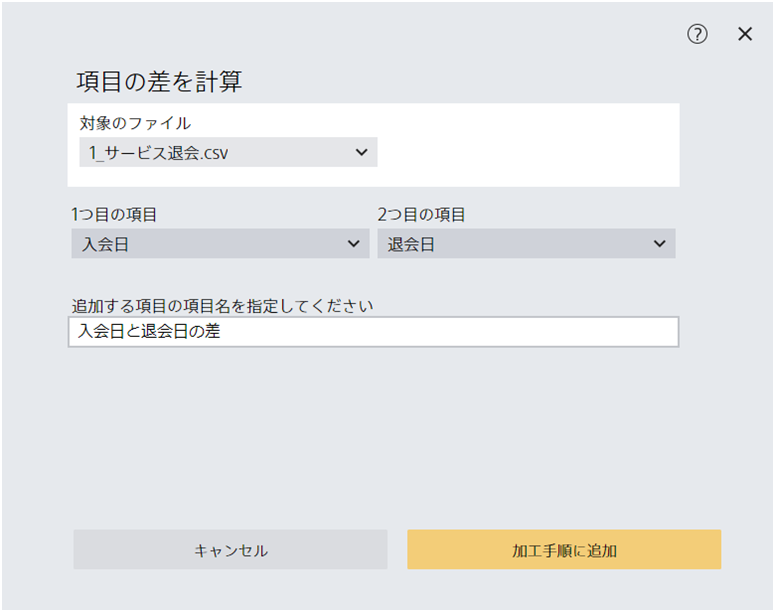 ?
項目の差を計算
対象のファイル
1_サービス退会.csv
1つ目の項目 2つ目の項目
入会日 退会日
追加する項目の項目名を指定してください
入会日と退会日の差
キャンセル 加工手順に追加